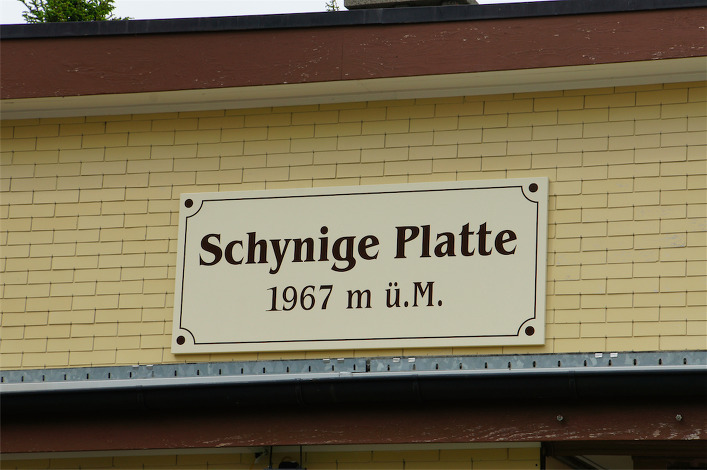 Schynige Platte
1967 m ü.M.